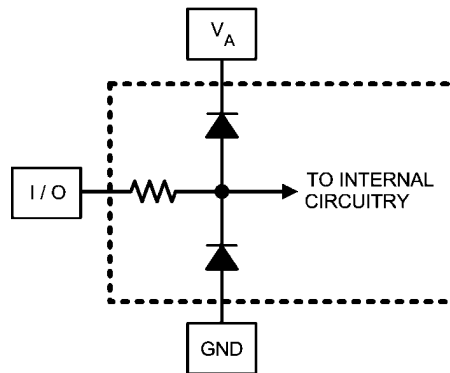 V_A
I / O
TO INTERNAL
CIRCUITRY
GND